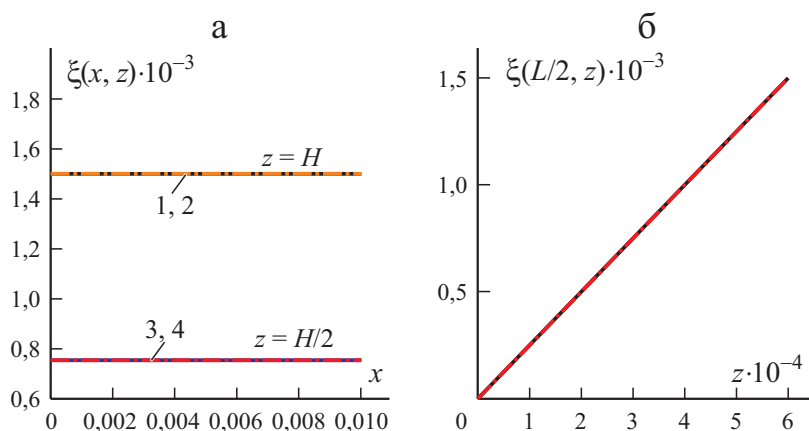 а
ξ(x, z)·10⁻³
1,8
1,6
1,4
1,2
1,0
0,8
0,6
z = H
1, 2
3, 4
z = H/2
x
0 0,002 0,004 0,006 0,008 0,010
б
ξ(L/2, z)·10⁻³
1,5
1,0
0,5
z·10⁻⁴
0 1 2 3 4 5 6